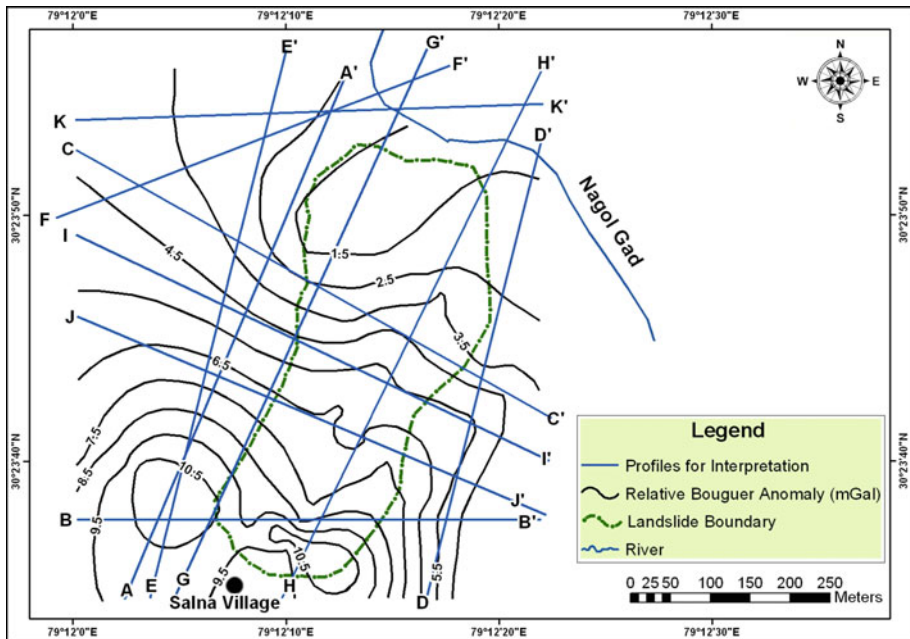 79°12'0"E
79°12'10"E
79°12'20"E
79°12'30"E
E'
G'
A'
F'
H'
N
W
E
S
K
K'
C
D'
30°23'50"N
30°23'50"N
F
Nagol Gad
I
4.5
1.5
2.5
J
3.5
6.5
C'
7.5
I'
30°23'40"N
30°23'40"N
8.5
10.5
J'
B
B'
9.5
10.5
9.5
5.5
A
E
G
H
D
Salna Village
Legend
Profiles for Interpretation
Relative Bouguer Anomaly (mGal)
Landslide Boundary
River
0 25 50 100 150 200 250
Meters
79°12'0"E
79°12'10"E
79°12'20"E
79°12'30"E